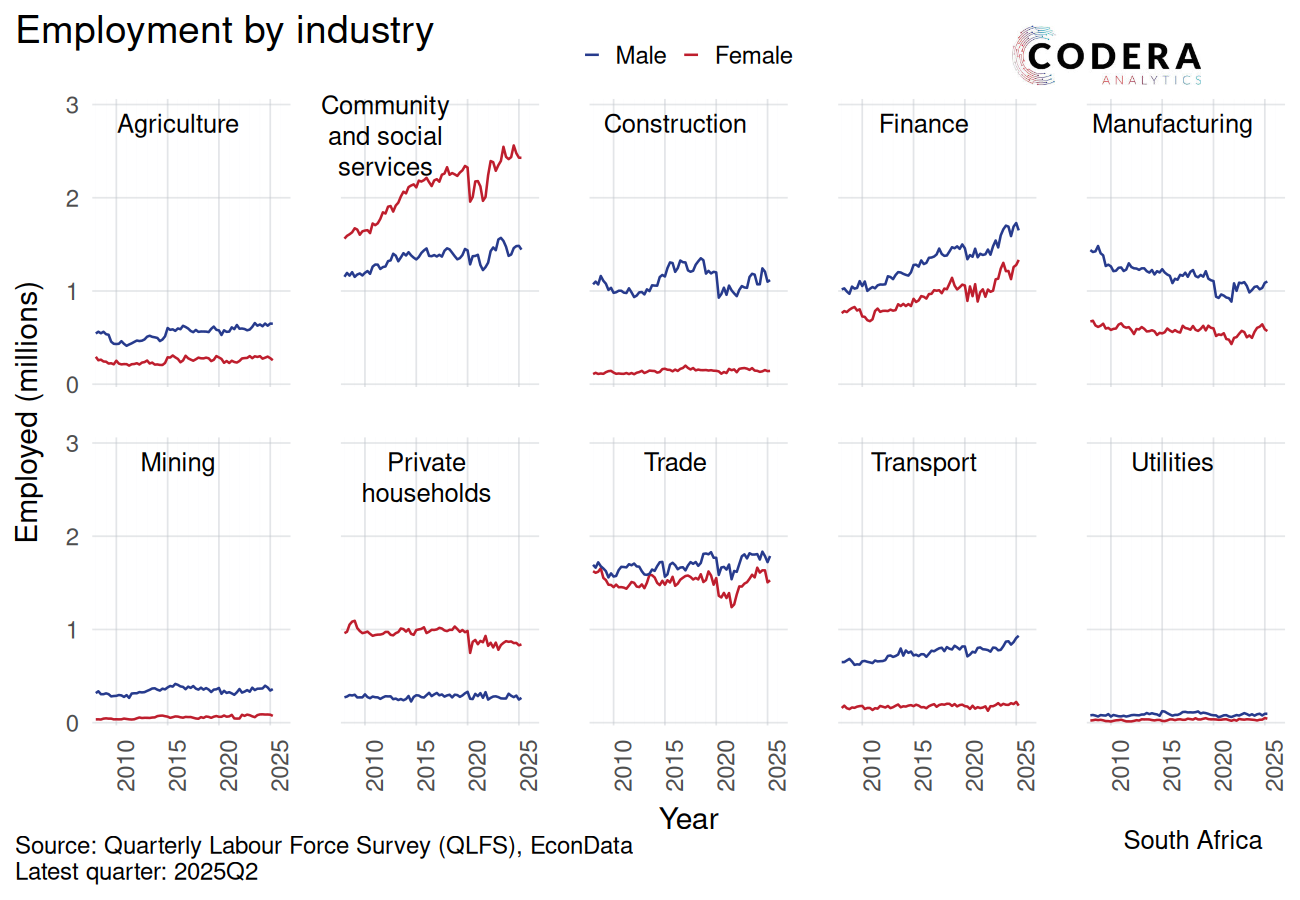 Employment by industry
Male Female
CODERA
ANALYTICS
Employed (millions)
3
2
1
0
Agriculture
Community
and social
services
Construction
Finance
Manufacturing
3
2
1
0
Mining
Private
households
Trade
Transport
Utilities
2010 2015 2020 2025
2010 2015 2020 2025
2010 2015 2020 2025
2010 2015 2020 2025
2010 2015 2020 2025
Year
Source: Quarterly Labour Force Survey (QLFS), EconData
Latest quarter: 2025Q2
South Africa